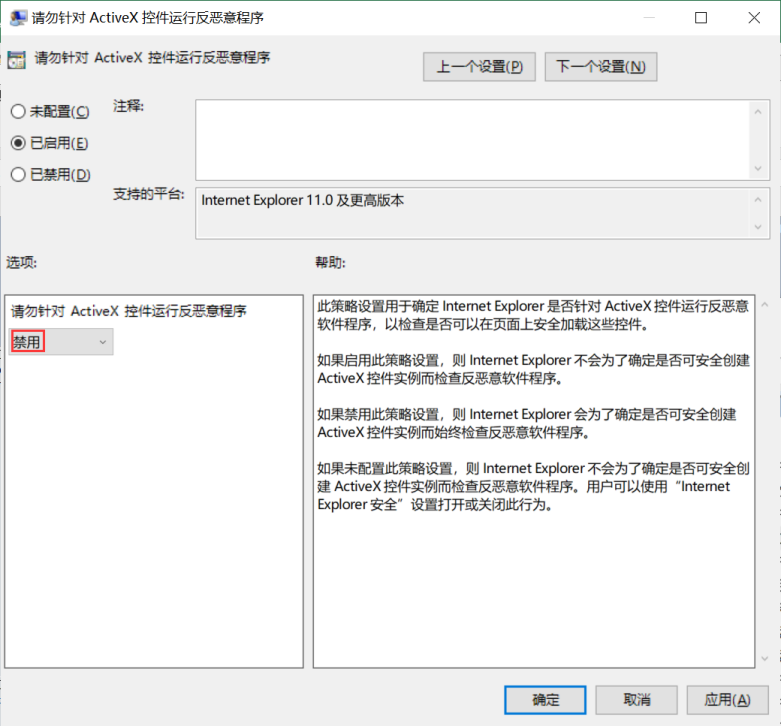 请勿针对 ActiveX 控件运行反恶意程序
请勿针对 ActiveX 控件运行反恶意程序
上一个设置(P)
下一个设置(N)
未配置(C)
注释:
已启用(E)
已禁用(D)
支持的平台:
Internet Explorer 11.0 及更高版本
选项:
帮助:
请勿针对 ActiveX 控件运行反恶意程序
禁用
此策略设置用于确定 Internet Explorer 是否针对 ActiveX 控件运行反恶意
软件程序，以检查是否可以在页面上安全加载这些控件。
如果启用此策略设置，则 Internet Explorer 不会为了确定是否可安全创建
ActiveX 控件实例而检查反恶意软件程序。
如果禁用此策略设置，则 Internet Explorer 会为了确定是否可安全创建
ActiveX 控件实例而始终检查反恶意软件程序。
如果未配置此策略设置，则 Internet Explorer 不会为了确定是否可安全创
建 ActiveX 控件实例而检查反恶意软件程序。用户可以使用“Internet
Explorer 安全”设置打开或关闭此行为。
确定
取消
应用(A)